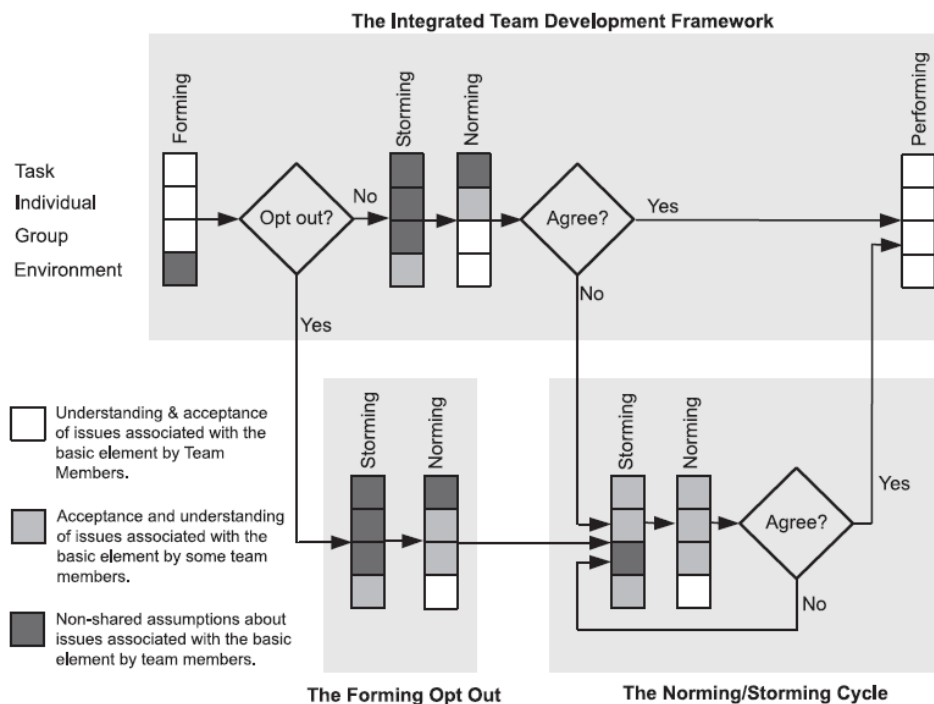 The Integrated Team Development Framework
Forming
Storming
Norming
Performing
Task
Individual
Group
Environment
Opt out?
No
Agree?
Yes
Yes
No
Understanding & acceptance
of issues associated with the
basic element by Team
Members.
Acceptance and understanding
of issues associated with the
basic element by some team
members.
Non-shared assumptions about
issues associated with the basic
element by team members.
Storming
Norming
Storming
Norming
Agree?
Yes
No
The Forming Opt Out
The Norming/Storming Cycle